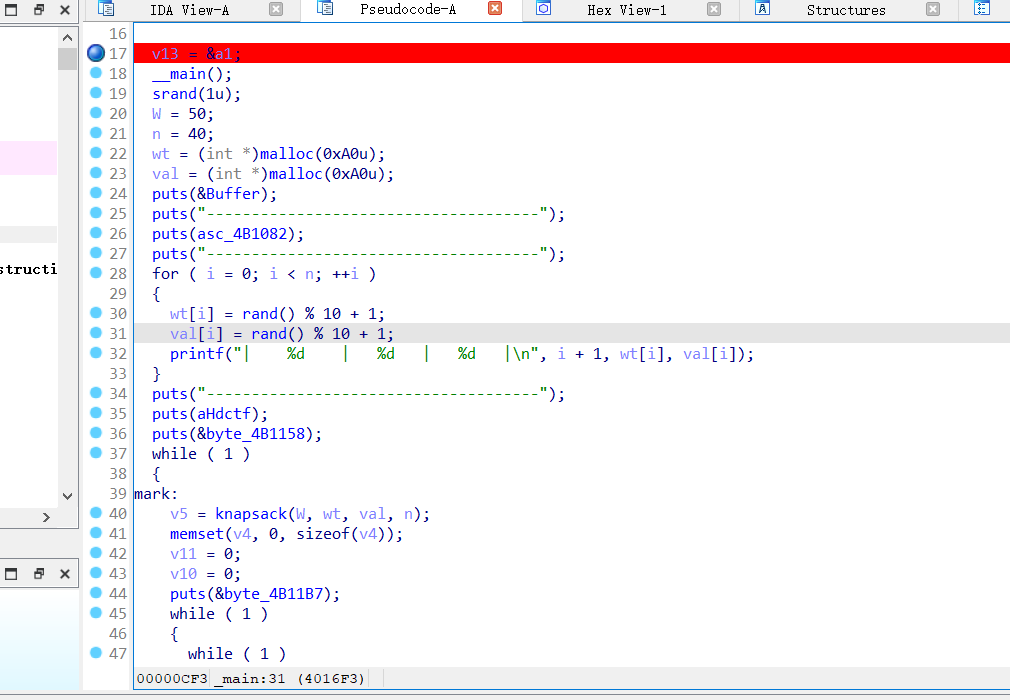 IDA View-A Pseudocode-A Hex View-1 Structures
16
17 v13 = &a1;
18 __main();
19 srand(1u);
20 W = 50;
21 n = 40;
22 wt = (int *)malloc(0xA0u);
23 val = (int *)malloc(0xA0u);
24 puts(&Buffer);
25 puts("-------------------------------------");
26 puts(asc_4B1082);
27 puts("-------------------------------------");
28 for ( i = 0; i < n; ++i )
29 {
30 wt[i] = rand() % 10 + 1;
31 val[i] = rand() % 10 + 1;
32 printf("|    %d    |   %d   |   %d   |\n", i + 1, wt[i], val[i]);
33 }
34 puts("-------------------------------------");
35 puts(aHdctf);
36 puts(&byte_4B1158);
37 while ( 1 )
38 {
39 mark:
40 v5 = knapsack(W, wt, val, n);
41 memset(v4, 0, sizeof(v4));
42 v11 = 0;
43 v10 = 0;
44 puts(&byte_4B11B7);
45 while ( 1 )
46 {
47 while ( 1 )
structi
00000CF3 _main:31 (4016F3)